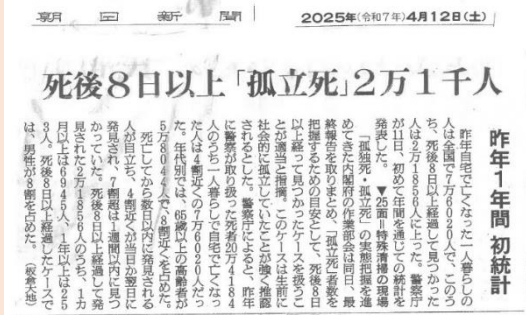 朝日新聞
2025年(令和7年)4月12日(土)
死後8日以上「孤立死」2万1千人
昨年1年間 初統計
昨年自宅で亡くなった一人暮らしの
人は全国で7万6020人で、このう
ち、死後8日以上経過して見つかった
人は2万1856人に上った。警察庁
が11日、初めて年間を通じての統計を
発表した。▼25面＝特殊清掃の現場
「孤独死・孤立死」の実態把握を進
めてきた内閣府の作業部会は同日、最
終報告を取りまとめ、「孤立死」者数を
把握するための目安として、死後8日
以上経って見つかったケースを扱うこ
とが適当と指摘。このケースは生前に
社会的に孤立していたことが強く推認
されるとした。警察庁によると、昨年
に警察が取り扱った死者20万4184
人のうち一人暮らしで自宅で亡くなっ
た人は4割近くの7万6020人だっ
た。年代別では、65歳以上の高齢者が
5万8044人で8割近くを占めた。
死亡してから数日以内に発見される
人が目立ち、4割近くが当日か翌日に
発見され、7割超は1週間以内に見つ
かっていた。死後8日以上経過して発
見された2万1856人のうち、1カ
月以上は6945人、1年以上は25
3人。死後8日以上経過したケースで
は、男性が8割を占めた。（板倉大地）